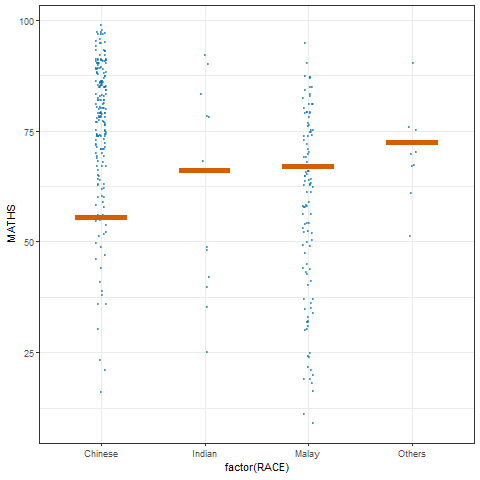 100
75
50
25
MATHS
Chinese
Indian
Malay
Others
factor(RACE)